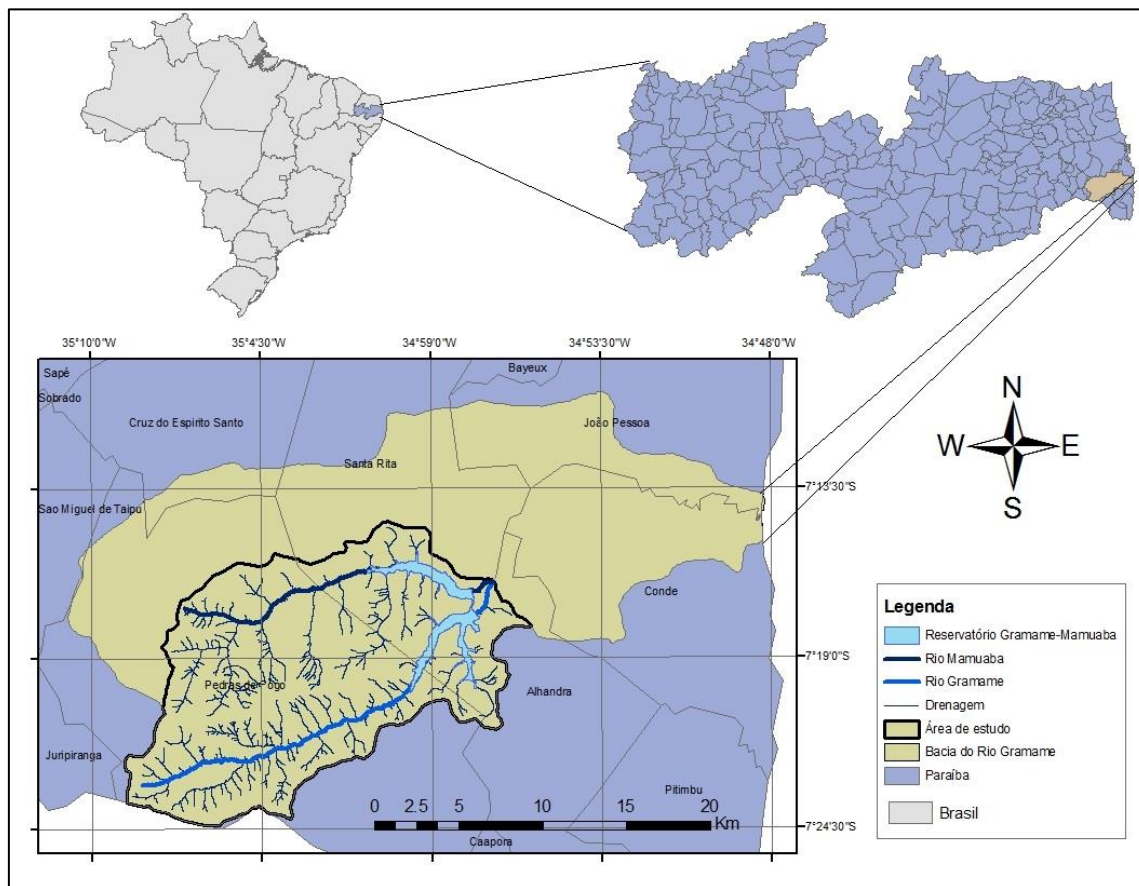 35°10'0"W
35°4'30"W
34°59'0"W
34°53'30"W
34°48'0"W
Sapé
Sobrado
Bayeux
Cruz do Espirito Santo
João Pessoa
Santa Rita
Sao Miguel de Taipu
7°13'30"S
Conde
7°19'0"S
Pedras de Fogo
Alhandra
Juripiranga
Pitimbu
0 2.5 5 10 15 20
Km
Caapora
7°24'30"S
N
W E
S
Legenda
Reservatório Gramame-Mamuaba
Rio Mamuaba
Rio Gramame
Drenagem
Área de estudo
Bacia do Rio Gramame
Paraíba
Brasil